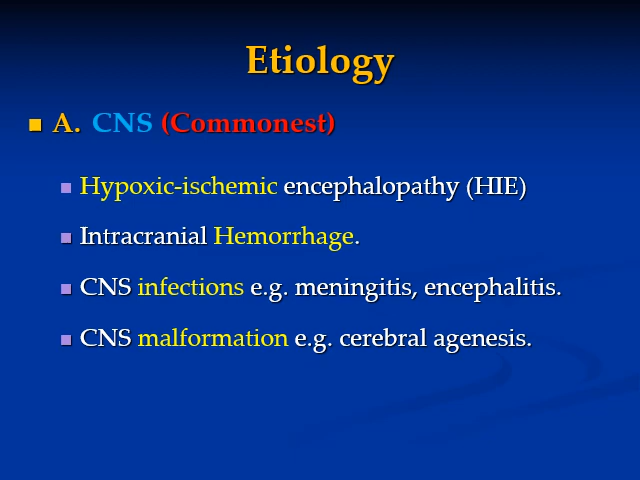 Etiology
A. CNS (Commonest)
Hypoxic-ischemic encephalopathy (HIE)
Intracranial Hemorrhage.
CNS infections e.g. meningitis, encephalitis.
CNS malformation e.g. cerebral agenesis.